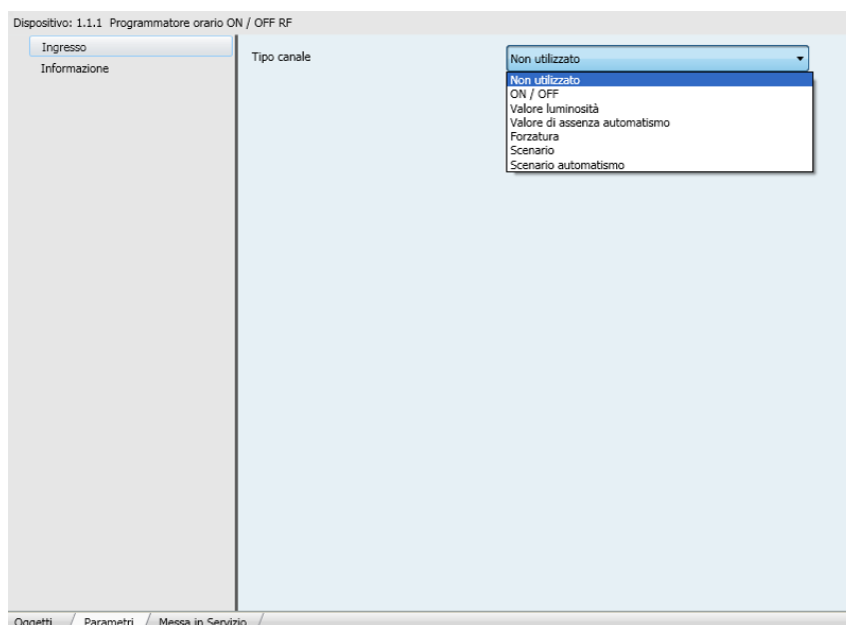 Dispositivo: 1.1.1 Programmatore orario ON / OFF RF
Ingresso
Informazione
Tipo canale
Non utilizzato
Non utilizzato
ON / OFF
Valore luminosità
Valore di assenza automatismo
Forzatura
Scenario
Scenario automatismo
Oggetti / Parametri / Messa in Servizio /